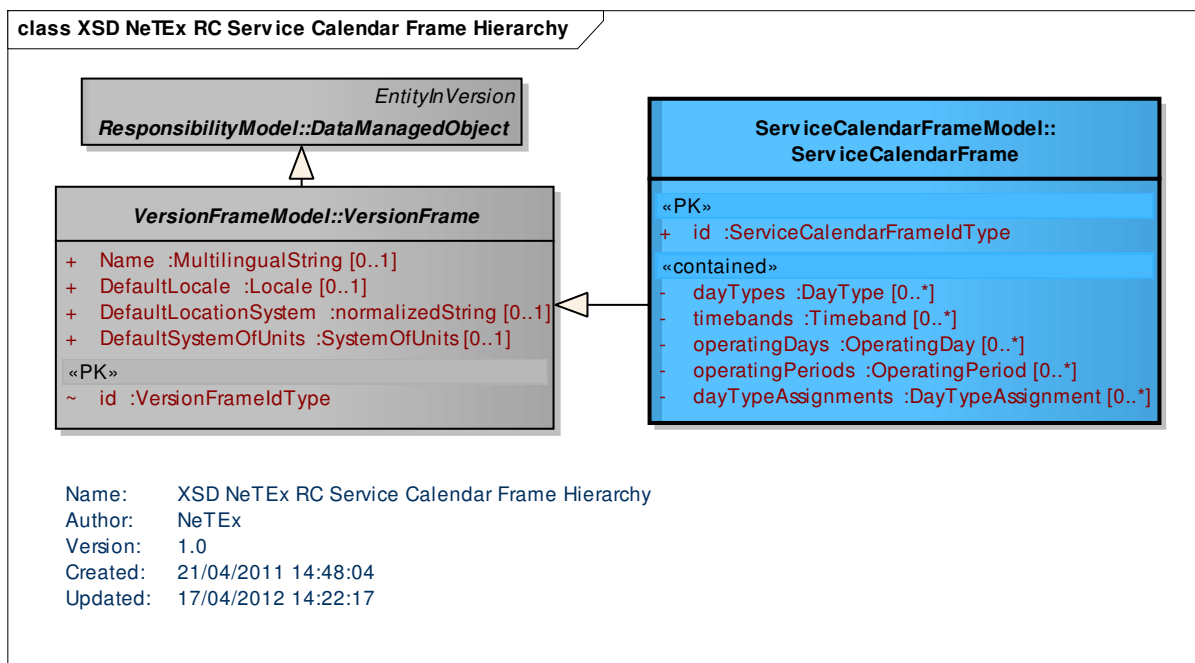 class XSD NeTEx RC Service Calendar Frame Hierarchy
EntityInVersion
ResponsibilityModel::DataManagedObject
VersionFrameModel::VersionFrame
+ Name :MultilingualString [0..1]
+ DefaultLocale :Locale [0..1]
+ DefaultLocationSystem :normalizedString [0..1]
+ DefaultSystemOfUnits :SystemOfUnits [0..1]
«PK»
~ id :VersionFrameIdType
ServiceCalendarFrameModel::
ServiceCalendarFrame
«PK»
+ id :ServiceCalendarFrameIdType
«contained»
- dayTypes :DayType [0..*]
- timebands :Timeband [0..*]
- operatingDays :OperatingDay [0..*]
- operatingPeriods :OperatingPeriod [0..*]
- dayTypeAssignments :DayTypeAssignment [0..*]
Name: XSD NeTEx RC Service Calendar Frame Hierarchy
Author: NeTEx
Version: 1.0
Created: 21/04/2011 14:48:04
Updated: 17/04/2012 14:22:17